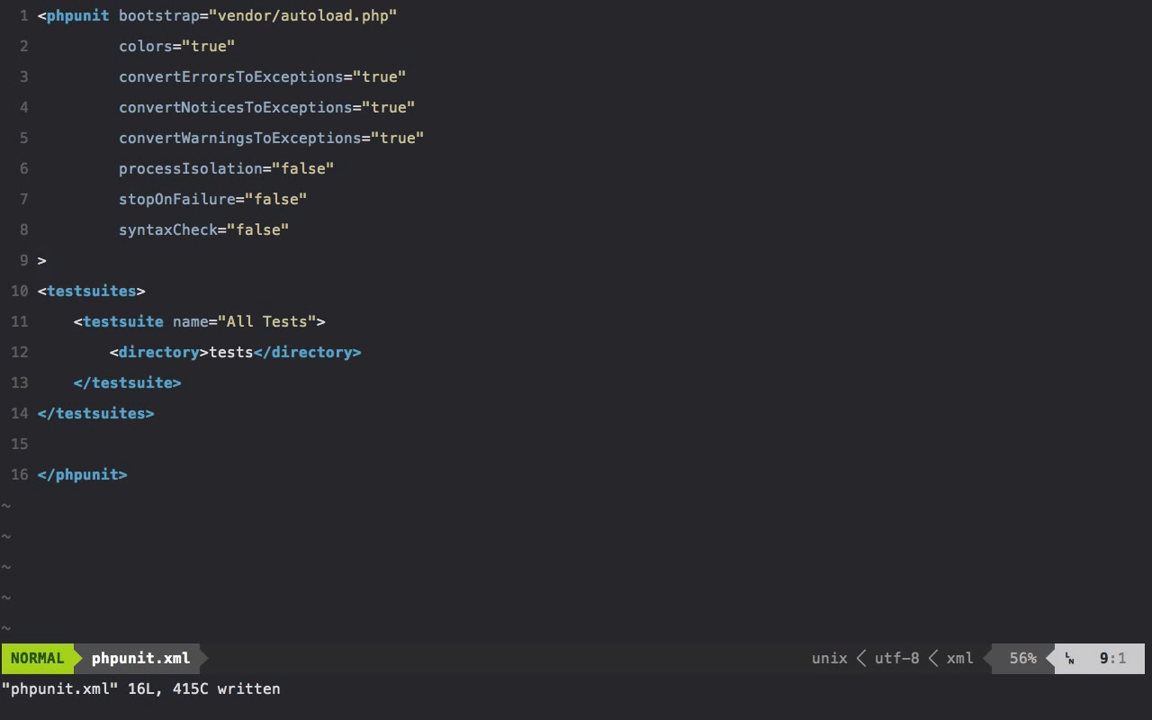 1 <phpunit bootstrap="vendor/autoload.php"
2 colors="true"
3 convertErrorsToExceptions="true"
4 convertNoticesToExceptions="true"
5 convertWarningsToExceptions="true"
6 processIsolation="false"
7 stopOnFailure="false"
8 syntaxCheck="false"
9 >
10 <testsuites>
11 <testsuite name="All Tests">
12 <directory>tests</directory>
13 </testsuite>
14 </testsuites>
15
16 </phpunit>
~
~
~
~
~
NORMAL phpunit.xml unix utf-8 xml 56% LN 9:1
"phpunit.xml" 16L, 415C written